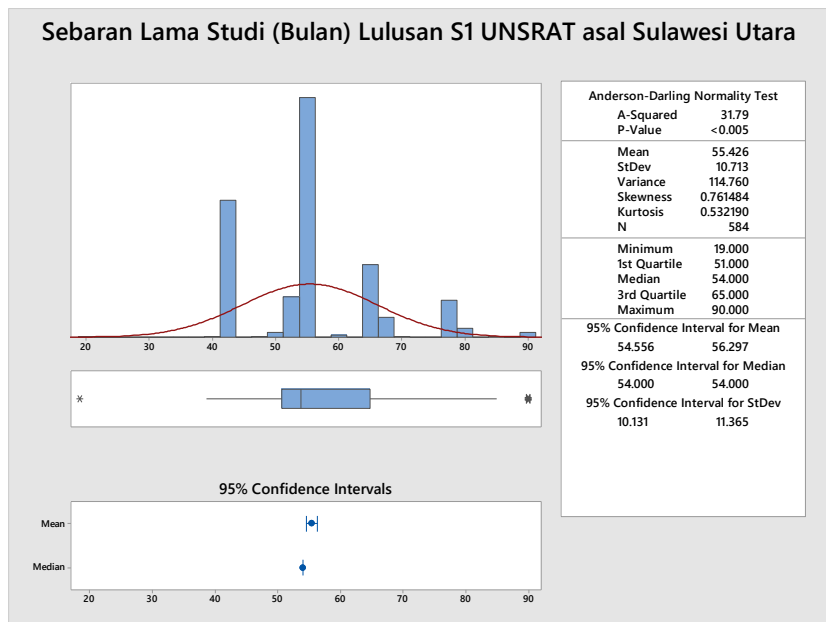 Sebaran Lama Studi (Bulan) Lulusan S1 UNSRAT asal Sulawesi Utara
20 30 40 50 60 70 80 90
Anderson-Darling Normality Test
A-Squared 31.79
P-Value <0.005
Mean 55.426
StDev 10.713
Variance 114.760
Skewness 0.761484
Kurtosis 0.532190
N 584
Minimum 19.000
1st Quartile 51.000
Median 54.000
3rd Quartile 65.000
Maximum 90.000
95% Confidence Interval for Mean
54.556 56.297
95% Confidence Interval for Median
54.000 54.000
95% Confidence Interval for StDev
10.131 11.365
95% Confidence Intervals
Mean
Median
20 30 40 50 60 70 80 90